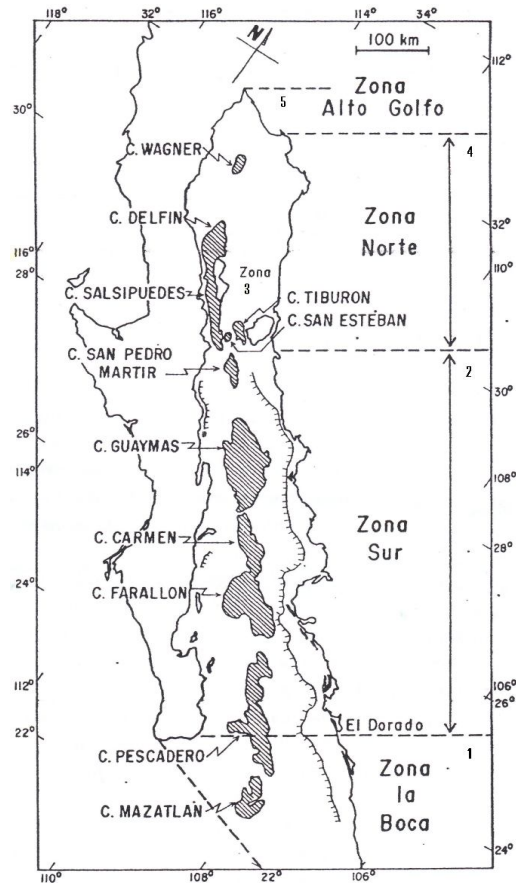 118° 32° 116° 114° 34°
N
100 km
112°
5 Zona
Alto Golfo
30°
4
C. WAGNER
C. DELFIN
Zona
Norte
32°
116°
110°
28°
Zona
3
C. SALSIPUEDES
C. TIBURON
C. SAN ESTEBAN
C. SAN PEDRO
MARTIR
2
30°
26°
C. GUAYMAS
114°
108°
C. CARMEN
Zona
Sur
28°
24°
C. FARALLON
112°
106°
26°
El Dorado
22°
C. PESCADERO
1
Zona
la
Boca
C. MAZATLAN
24°
110° 108° 22° 106°